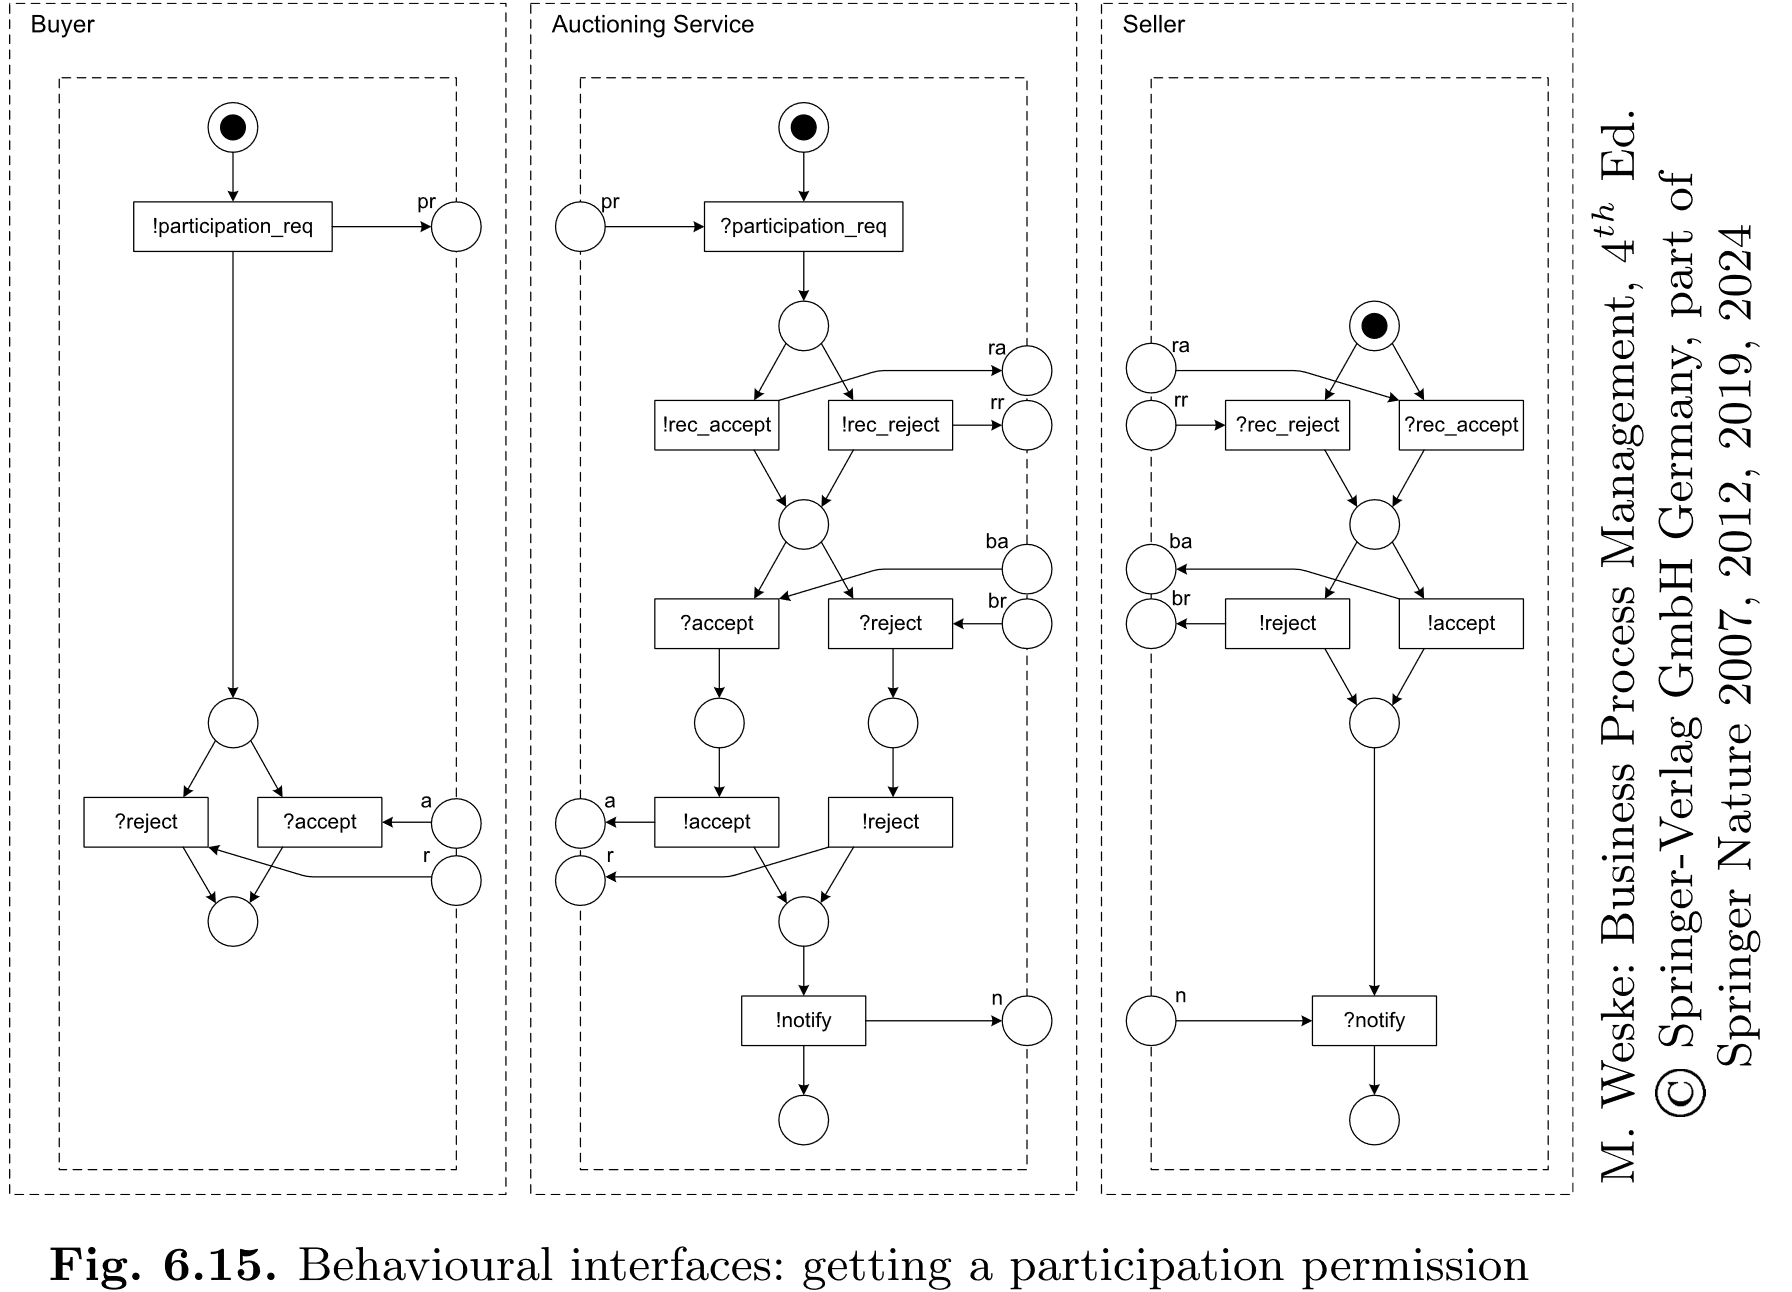 Buyer
!participation_req
pr
?reject
?accept
a
r
Auctioning Service
pr
?participation_req
ra
rr
!rec_accept
!rec_reject
ba
br
?accept
?reject
a
r
!accept
!reject
n
!notify
Seller
ra
rr
?rec_reject
?rec_accept
ba
br
!reject
!accept
n
?notify
M. Weske: Business Process Management, 4th Ed.
© Springer-Verlag GmbH Germany, part of
Springer Nature 2007, 2012, 2019, 2024
Fig. 6.15. Behavioural interfaces: getting a participation permission